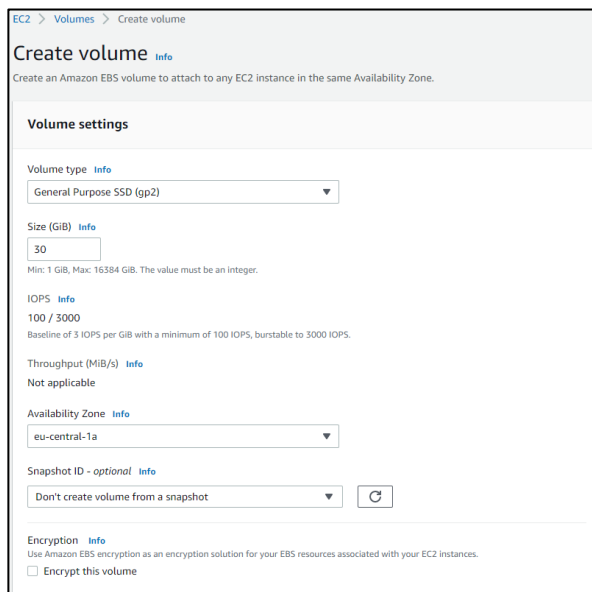 EC2 > Volumes > Create volume
Create volume Info
Create an Amazon EBS volume to attach to any EC2 instance in the same Availability Zone.
Volume settings
Volume type Info
General Purpose SSD (gp2)
Size (GiB) Info
30
Min: 1 GiB, Max: 16384 GiB. The value must be an integer.
IOPS Info
100 / 3000
Baseline of 3 IOPS per GiB with a minimum of 100 IOPS, burstable to 3000 IOPS.
Throughput (MiB/s) Info
Not applicable
Availability Zone Info
eu-central-1a
Snapshot ID - optional Info
Don't create volume from a snapshot
Encryption Info
Use Amazon EBS encryption as an encryption solution for your EBS resources associated with your EC2 instances.
Encrypt this volume